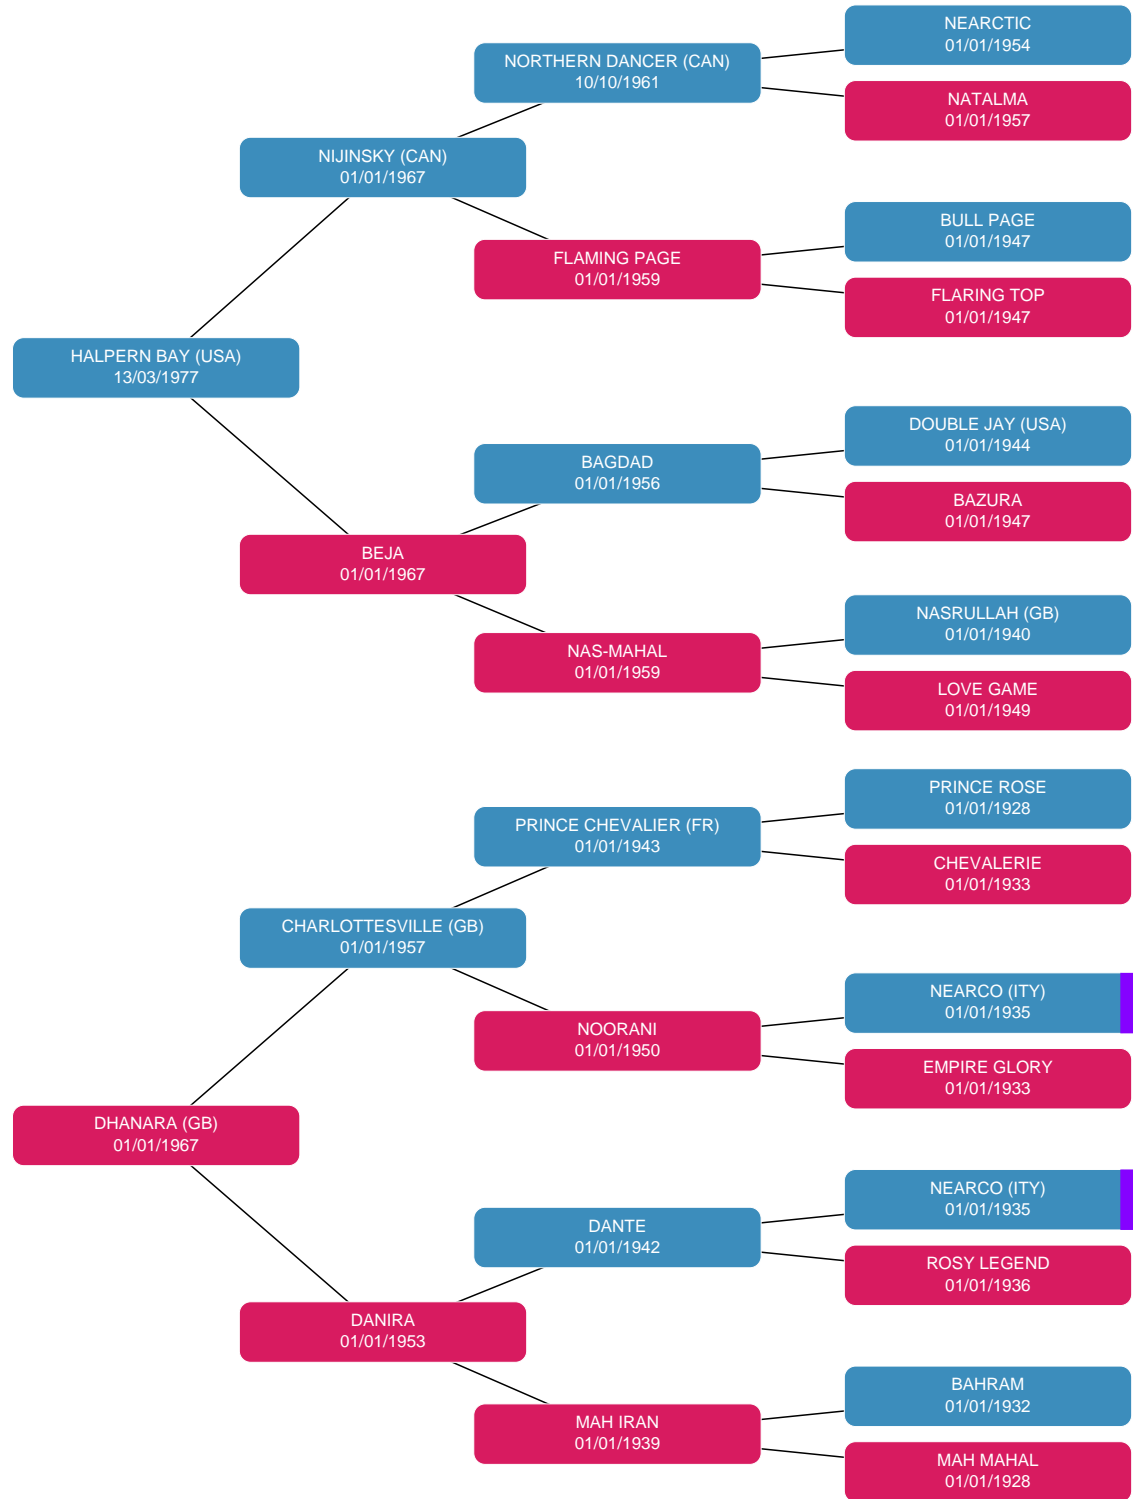 NEARCTIC
01/01/1954
NORTHERN DANCER (CAN)
10/10/1961
NATALMA
01/01/1957
NIJINSKY (CAN)
01/01/1967
BULL PAGE
01/01/1947
FLAMING PAGE
01/01/1959
FLARING TOP
01/01/1947
HALPERN BAY (USA)
13/03/1977
DOUBLE JAY (USA)
01/01/1944
BAGDAD
01/01/1956
BAZURA
01/01/1947
BEJA
01/01/1967
NASRULLAH (GB)
01/01/1940
NAS-MAHAL
01/01/1959
LOVE GAME
01/01/1949
PRINCE ROSE
01/01/1928
PRINCE CHEVALIER (FR)
01/01/1943
CHEVALERIE
01/01/1933
CHARLOTTESVILLE (GB)
01/01/1957
NEARCO (ITY)
01/01/1935
NOORANI
01/01/1950
EMPIRE GLORY
01/01/1933
DHANARA (GB)
01/01/1967
NEARCO (ITY)
01/01/1935
DANTE
01/01/1942
ROSY LEGEND
01/01/1936
DANIRA
01/01/1953
BAHRAM
01/01/1932
MAH IRAN
01/01/1939
MAH MAHAL
01/01/1928